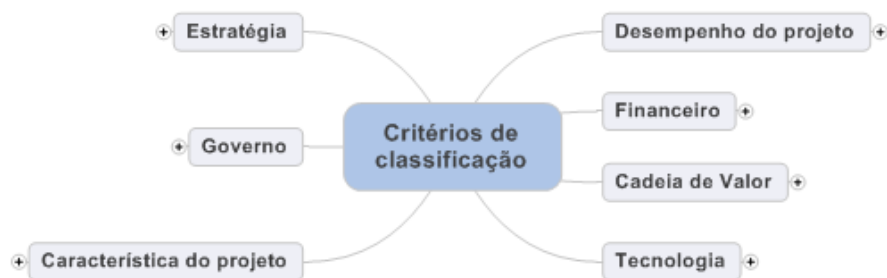 Estratégia
Desempenho do projeto
Financeiro
Critérios de
classificação
Governo
Cadeia de Valor
Característica do projeto
Tecnologia